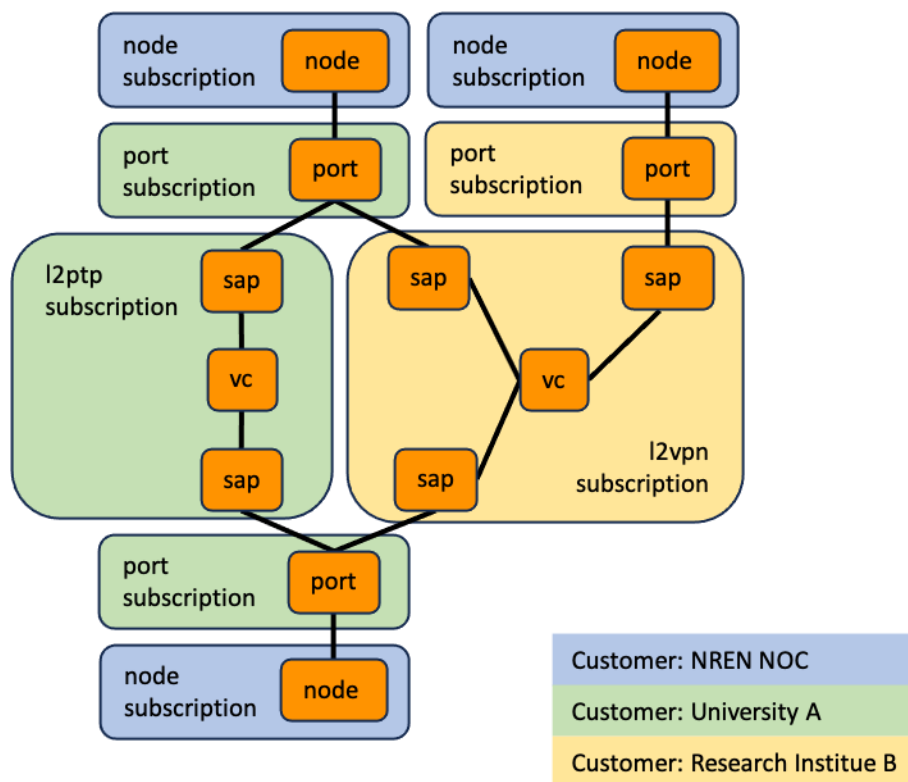 node
subscription
node
node
subscription
node
port
subscription
port
port
subscription
port
l2ptp
subscription
sap
sap
sap
vc
vc
sap
sap
l2vpn
subscription
port
subscription
port
node
subscription
node
Customer: NREN NOC
Customer: University A
Customer: Research Institue B